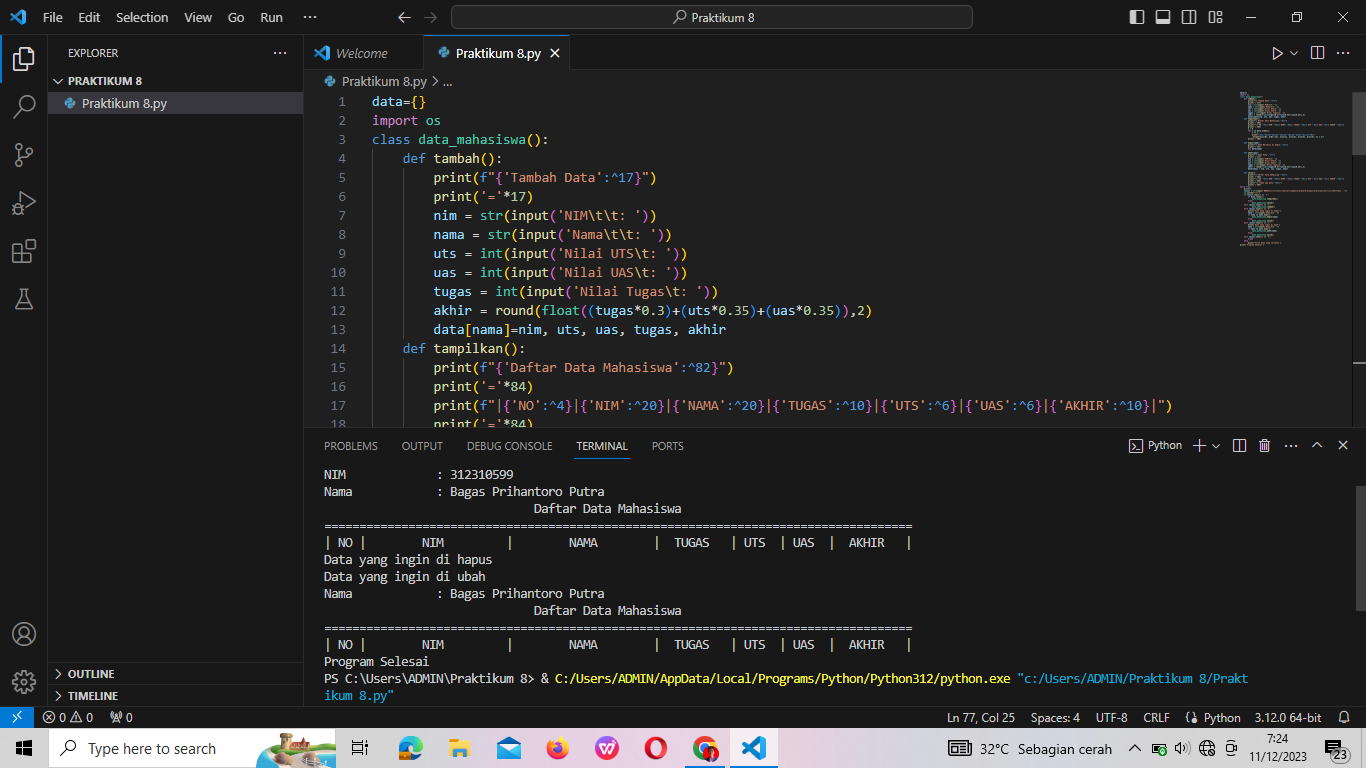 File Edit Selection View Go Run ···
Praktikum 8
EXPLORER
PRAKTIKUM 8
Praktikum 8.py
OUTLINE
TIMELINE
Welcome
Praktikum 8.py
Praktikum 8.py > ...
1 data={}
2 import os
3 class data_mahasiswa():
4 def tambah():
5 print(f"{'Tambah Data':^17}")
6 print('='*17)
7 nim = str(input('NIM\t\t: '))
8 nama = str(input('Nama\t\t: '))
9 uts = int(input('Nilai UTS\t: '))
10 uas = int(input('Nilai UAS\t: '))
11 tugas = int(input('Nilai Tugas\t: '))
12 akhir = round(float((tugas*0.3)+(uts*0.35)+(uas*0.35)),2)
13 data[nama]=nim, uts, uas, tugas, akhir
14 def tampilkan():
15 print(f"{'Daftar Data Mahasiswa':^82}")
16 print('='*84)
17 print(f"|{'NO':^4}|{'NIM':^20}|{'NAMA':^20}|{'TUGAS':^10}|{'UTS':^6}|{'UAS':^6}|{'AKHIR':^10}|")
18 print('='*84)
PROBLEMS OUTPUT DEBUG CONSOLE TERMINAL PORTS
Python
NIM : 312310599
Nama : Bagas Prihantoro Putra
Daftar Data Mahasiswa
====================================================================================
| NO | NIM | NAMA | TUGAS | UTS | UAS | AKHIR |
Data yang ingin di hapus
Data yang ingin di ubah
Nama : Bagas Prihantoro Putra
Daftar Data Mahasiswa
====================================================================================
| NO | NIM | NAMA | TUGAS | UTS | UAS | AKHIR |
Program Selesai
PS C:\Users\ADMIN\Praktikum 8> & C:/Users/ADMIN/AppData/Local/Programs/Python/Python312/python.exe "c:/Users/ADMIN/Praktikum 8/Prakt
ikum 8.py"
0 0 0 Ln 77, Col 25 Spaces: 4 UTF-8 CRLF Python 3.12.0 64-bit
Type here to search
32°C Sebagian cerah
7:24
11/12/2023
23